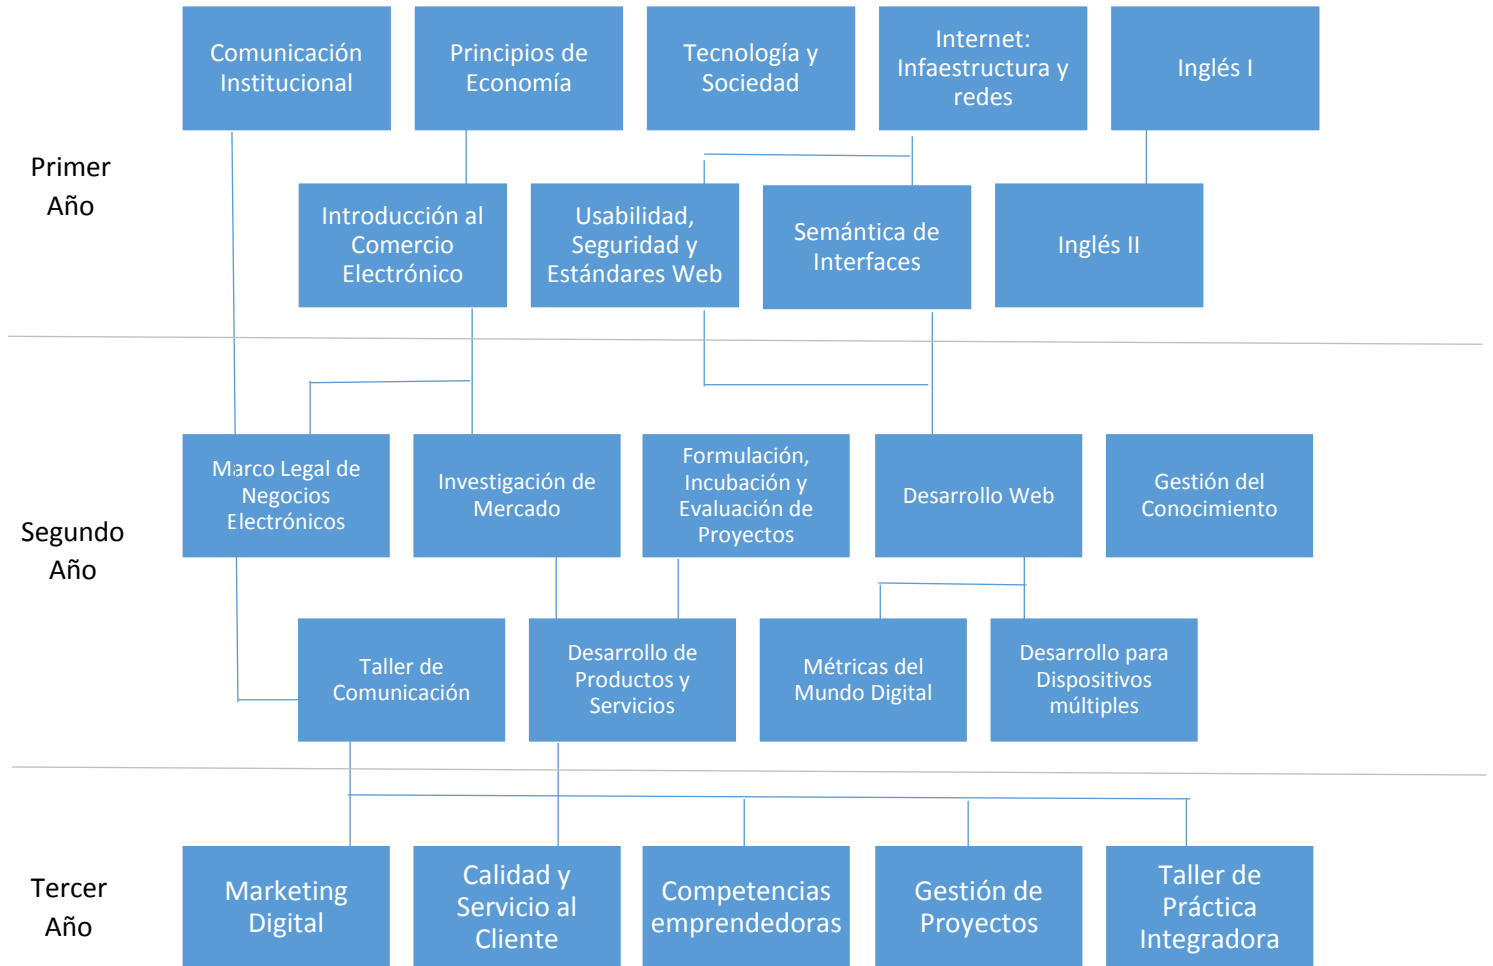 Comunicación
Institucional
Principios de
Economía
Tecnología y
Sociedad
Internet:
Infaestructura y
redes
Inglés I
Primer
Año
Introducción al
Comercio
Electrónico
Usabilidad,
Seguridad y
Estándares Web
Semántica de
Interfaces
Inglés II
Segundo
Año
Marco Legal de
Negocios
Electrónicos
Investigación de
Mercado
Formulación,
Incubación y
Evaluación de
Proyectos
Desarrollo Web
Gestión del
Conocimiento
Taller de
Comunicación
Desarrollo de
Productos y
Servicios
Métricas del
Mundo Digital
Desarrollo para
Dispositivos
múltiples
Tercer
Año
Marketing
Digital
Calidad y
Servicio al
Cliente
Competencias
emprendedoras
Gestión de
Proyectos
Taller de
Práctica
Integradora